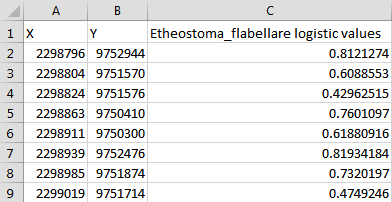 A B C
1 X Y Etheostoma_flabellare logistic values
2 2298796 9752944 0.8121274
3 2298804 9751570 0.6088553
4 2298824 9751576 0.42962515
5 2298863 9750410 0.7601097
6 2298911 9750300 0.61880916
7 2298939 9752476 0.81934184
8 2298985 9751874 0.7320197
9 2299019 9751714 0.4749246